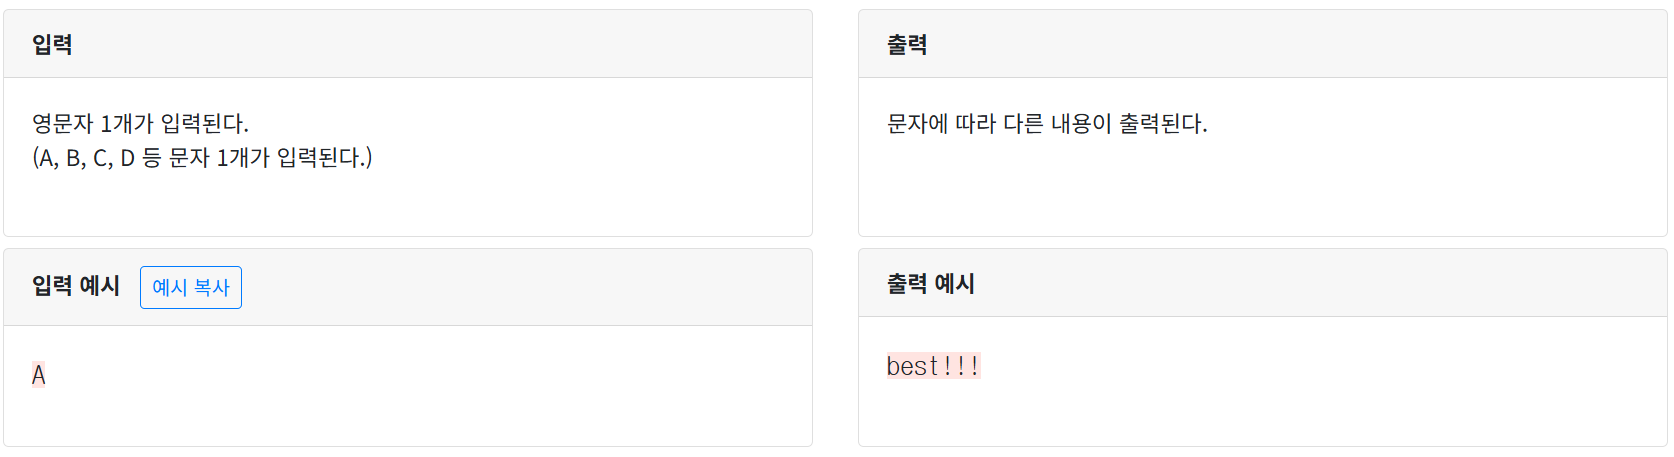 입력
영문자 1개가 입력된다.
(A, B, C, D 등 문자 1개가 입력된다.)
출력
문자에 따라 다른 내용이 출력된다.
입력 예시
예시 복사
A
출력 예시
best!!!